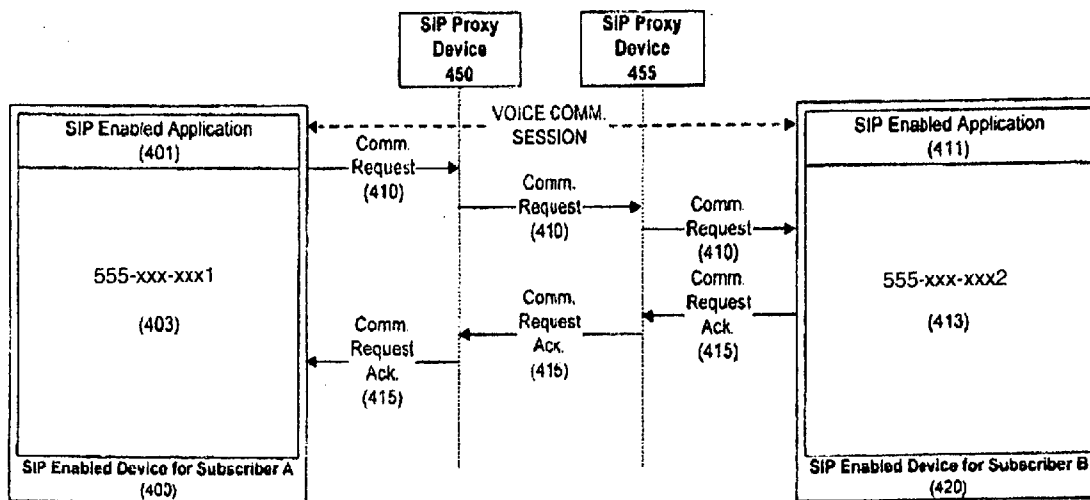 SIP Proxy
Device
450
SIP Proxy
Device
455
SIP Enabled Application
(401)
VOICE COMM.
SESSION
SIP Enabled Application
(411)
Comm.
Request
(410)
Comm.
Request
(410)
Comm.
Request
(410)
555-xxx-xxx1
(403)
555-xxx-xxx2
(413)
Comm.
Request
Ack.
(415)
Comm.
Request
Ack.
(415)
Comm.
Request
Ack.
(415)
SIP Enabled Device for Subscriber A
(400)
SIP Enabled Device for Subscriber B
(420)